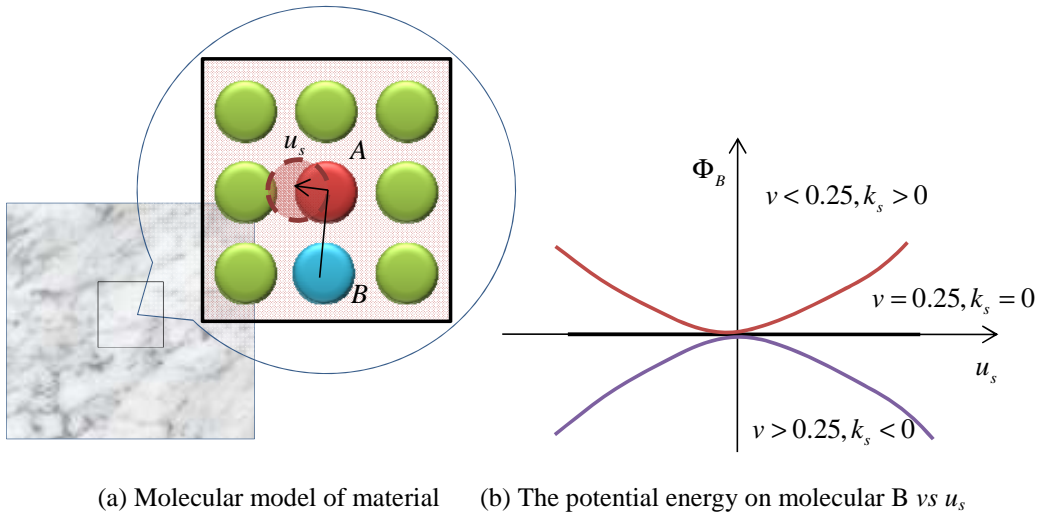 u_s
A
B
Φ_B
v < 0.25, k_s > 0
v = 0.25, k_s = 0
u_s
v > 0.25, k_s < 0
(a) Molecular model of material (b) The potential energy on molecular B vs u_s